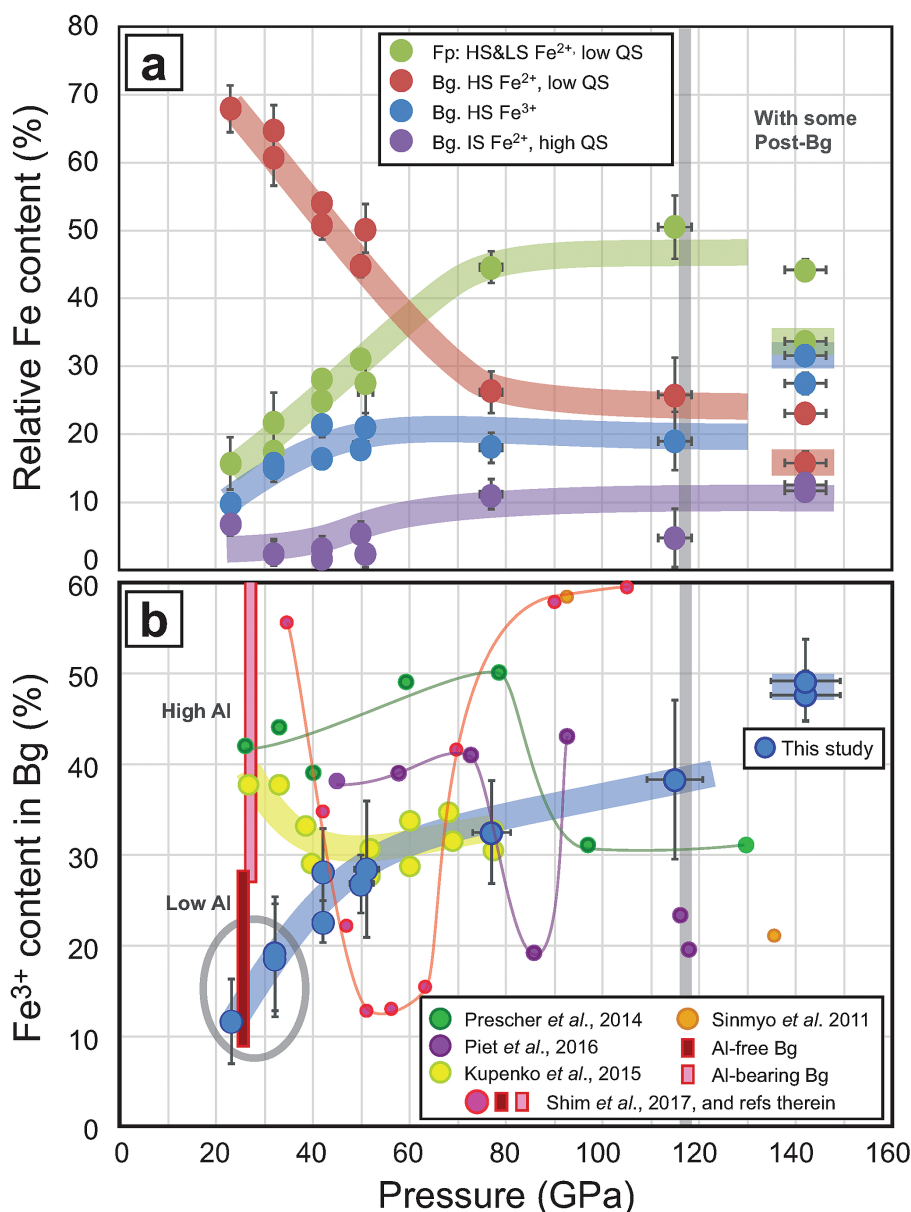 a
Fp: HS&LS Fe²⁺, low QS
Bg. HS Fe²⁺, low QS
Bg. HS Fe³⁺
Bg. IS Fe²⁺, high QS
With some
Post-Bg
Relative Fe content (%)
80
70
60
50
40
30
20
10
0
b
60
50
40
30
20
10
0
Fe³⁺ content in Bg (%)
High Al
Low Al
This study
Prescher et al., 2014
Piet et al., 2016
Kupenko et al., 2015
Sinmyo et al. 2011
Al-free Bg
Al-bearing Bg
Shim et al., 2017, and refs therein
0 20 40 60 80 100 120 140 160
Pressure (GPa)